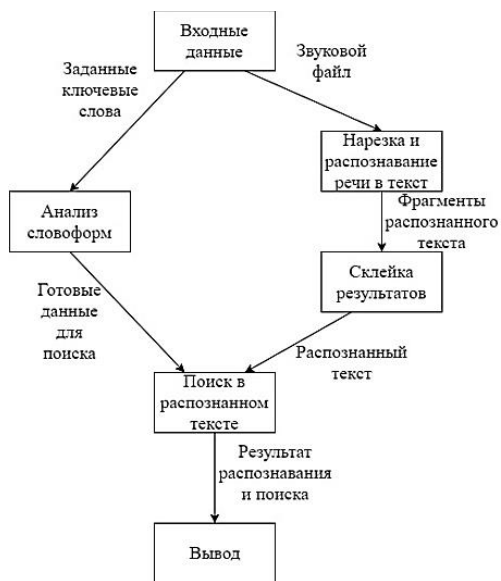 Входные
данные
Заданные
ключевые
слова
Звуковой
файл
Нарезка и
распознавание
речи в текст
Анализ
словоформ
Фрагменты
распознанного
текста
Склейка
результатов
Готовые
данные
для
поиска
Распознанный
текст
Поиск в
распознанном
тексте
Результат
распознавания
и поиска
Вывод